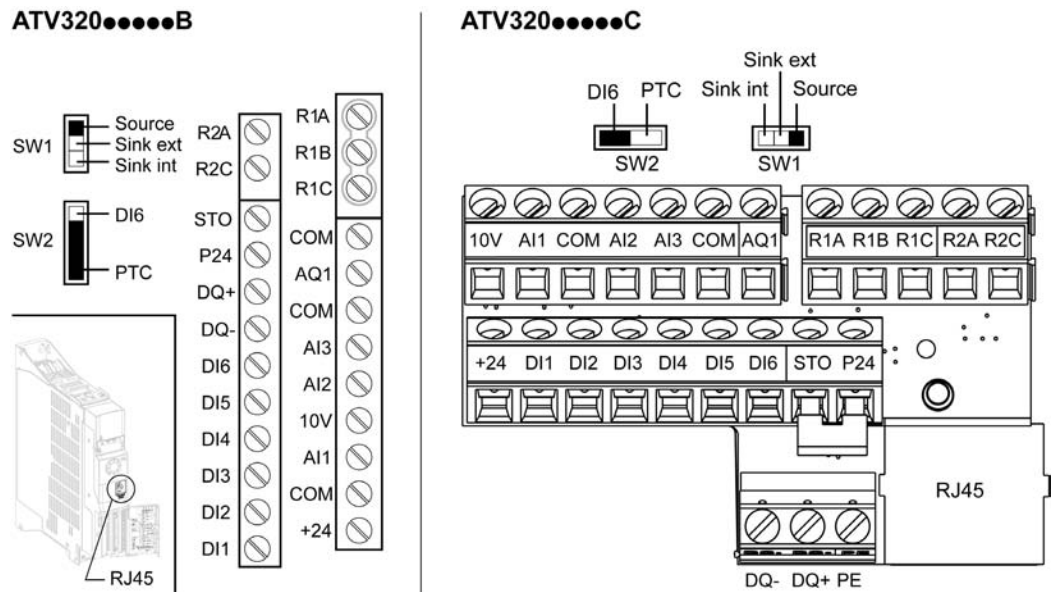 ATV320●●●●●B
SW1
Source
Sink ext
Sink int
SW2
DI6
PTC
RJ45
R2A
R2C
STO
P24
DQ+
DQ-
DI6
DI5
DI4
DI3
DI2
DI1
R1A
R1B
R1C
COM
AQ1
COM
AI3
AI2
10V
AI1
COM
+24
ATV320●●●●●C
Sink ext
DI6 PTC Sink int Source
SW2 SW1
10V AI1 COM AI2 AI3 COM AQ1 R1A R1B R1C R2A R2C
+24 DI1 DI2 DI3 DI4 DI5 DI6 STO P24
RJ45
DQ- DQ+ PE